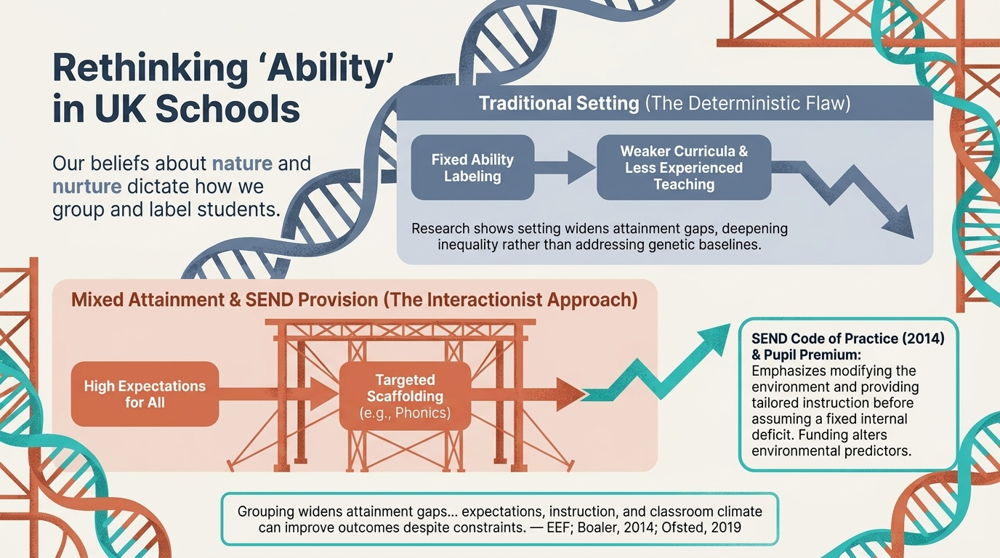 Rethinking ‘Ability’
in UK Schools
Our beliefs about nature and
nurture dictate how we
group and label students.
Traditional Setting (The Deterministic Flaw)
Fixed Ability
Labeling
Weaker Curricula &
Less Experienced
Teaching
Research shows setting widens attainment gaps, deepening
inequality rather than addressing genetic baselines.
Mixed Attainment & SEND Provision (The Interactionist Approach)
High Expectations
for All
Targeted
Scaffolding
(e.g., Phonics)
SEND Code of Practice (2014)
& Pupil Premium:
Emphasizes modifying the
environment and providing
tailored instruction before
assuming a fixed internal
deficit. Funding alters
environmental predictors.
Grouping widens attainment gaps... expectations, instruction, and classroom climate
can improve outcomes despite constraints. — EEF; Boaler, 2014; Ofsted, 2019